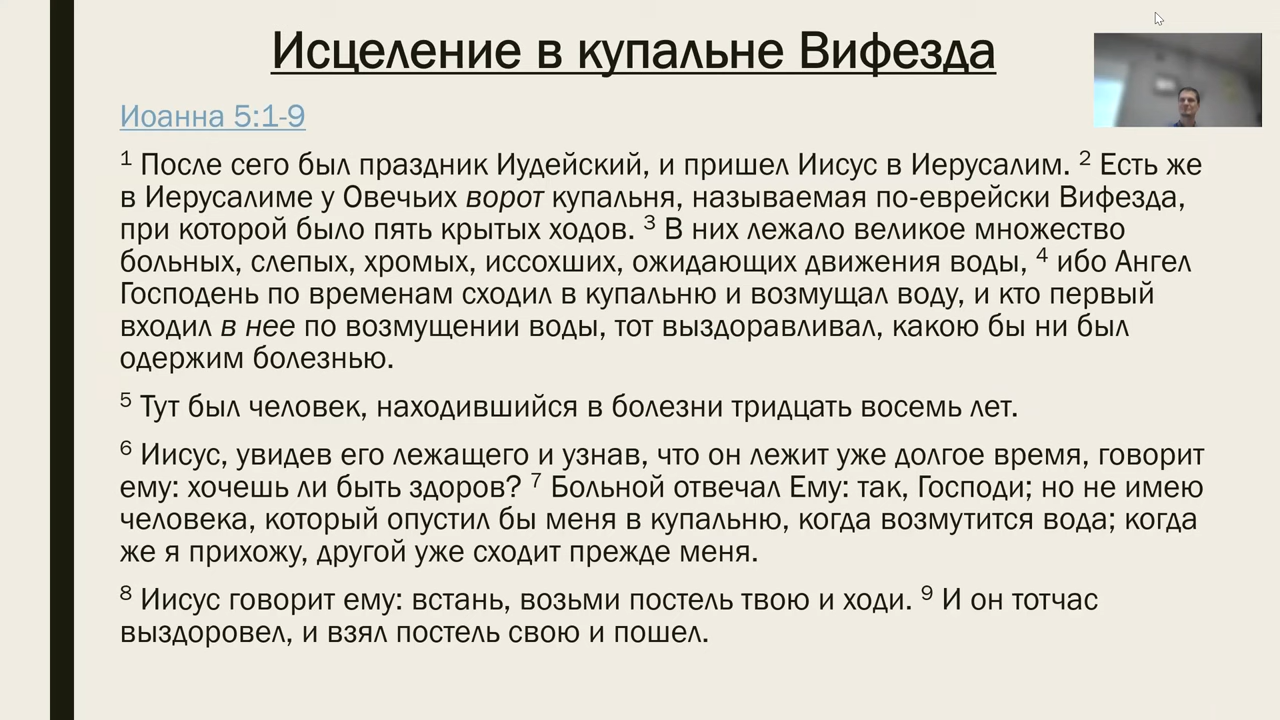 Исцеление в купальне Вифезда
Иоанна 5:1-9
1 После сего был праздник Иудейский, и пришел Иисус в Иерусалим. 2 Есть же
в Иерусалиме у Овечьих ворот купальня, называемая по-еврейски Вифезда,
при которой было пять крытых ходов. 3 В них лежало великое множество
больных, слепых, хромых, иссохших, ожидающих движения воды, 4 ибо Ангел
Господень по временам сходил в купальню и возмущал воду, и кто первый
входил в нее по возмущении воды, тот выздоравливал, какою бы ни был
одержим болезнью.
5 Тут был человек, находившийся в болезни тридцать восемь лет.
6 Иисус, увидев его лежащего и узнав, что он лежит уже долгое время, говорит
ему: хочешь ли быть здоров? 7 Больной отвечал Ему: так, Господи; но не имею
человека, который опустил бы меня в купальню, когда возмутится вода; когда
же я прихожу, другой уже сходит прежде меня.
8 Иисус говорит ему: встань, возьми постель твою и ходи. 9 И он тотчас
выздоровел, и взял постель свою и пошел.